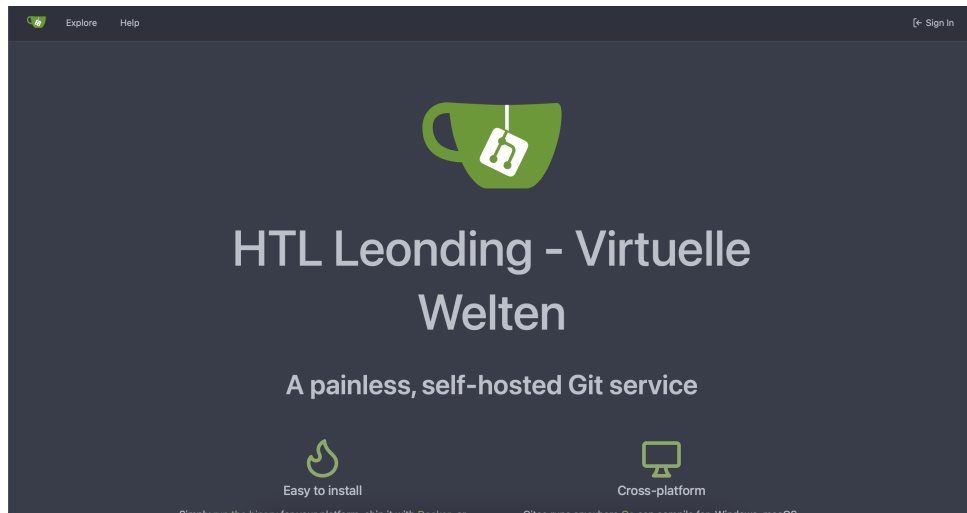 Explore Help Sign In
HTL Leonding - Virtuelle
Welten
A painless, self-hosted Git service
Easy to install Cross-platform